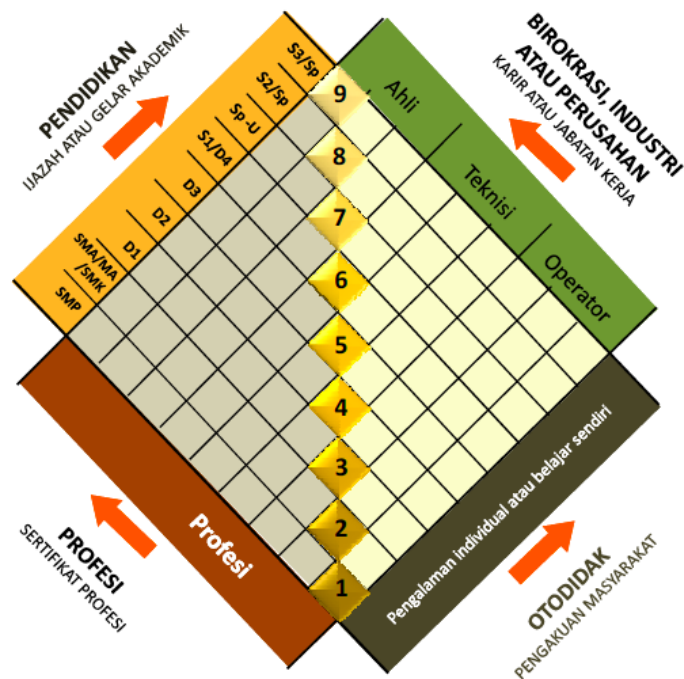 PENDIDIKAN
IJAZAH ATAU GELAR AKADEMIK
BIROKRASI, INDUSTRI
ATAU PERUSAHAN
KARIR ATAU JABATAN KERJA
S3/Sp
S2/Sp
Sp -U
S1/D4
D3
D2
D1
SMA/MA
/SMK
SMP
Ahli
Teknisi
Operator
9
8
7
6
5
4
3
2
1
Profesi
Pengalaman individual atau belajar sendiri
PROFESI
SERTIFIKAT PROFESI
OTODIDAK
PENGAKUAN MASYARAKAT